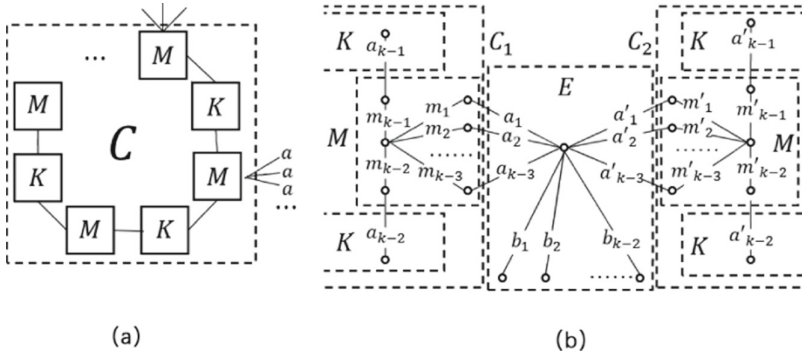 ... M
M K
C
K M a
a
a
...
M K
(a)
K a_{k-1} C_1 C_2 K a'_{k-1}
E
M m_{k-1} m_1 a_1 a'_1 m'_1 m'_{k-1} M
m_2 a_2 a'_2 m'_2
...... ......
m_{k-2} m_{k-3} a_{k-3} a'_{k-3} m'_{k-3} m'_{k-2}
K a_{k-2} b_1 b_2 b_{k-2} K a'_{k-2}
......
(b)